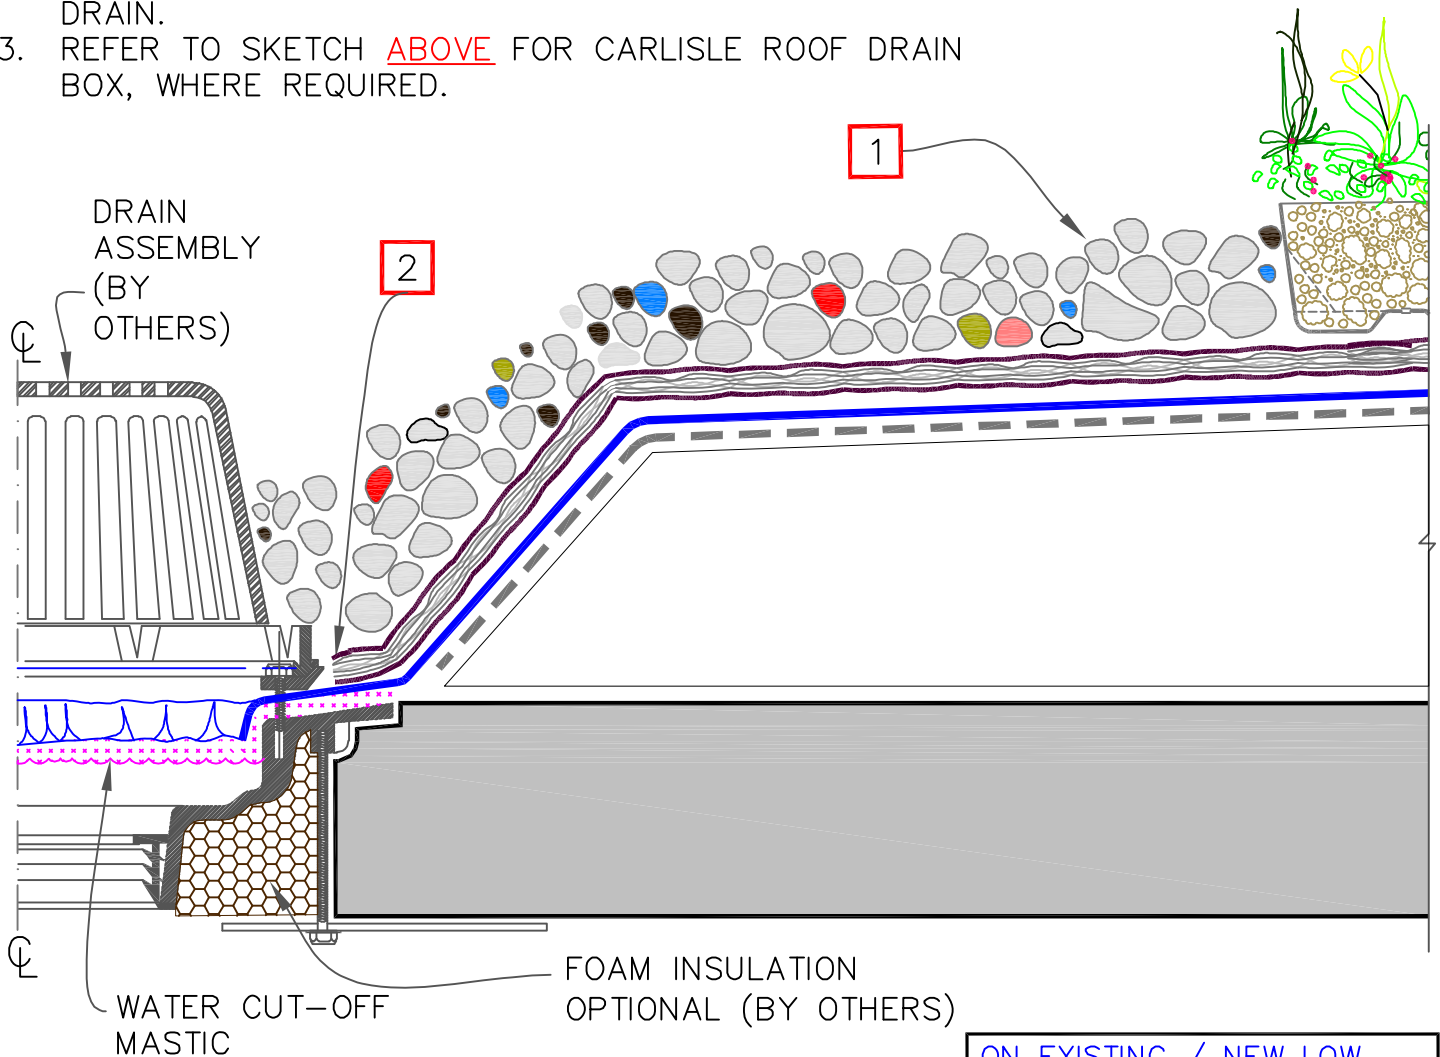 DRAIN.
3. REFER TO SKETCH ABOVE FOR CARLISLE ROOF DRAIN
BOX, WHERE REQUIRED.
1
DRAIN
ASSEMBLY
(BY
OTHERS)
2
℄
℄
FOAM INSULATION
OPTIONAL (BY OTHERS)
WATER CUT-OFF
MASTIC
ON EXISTING / NEW LOW